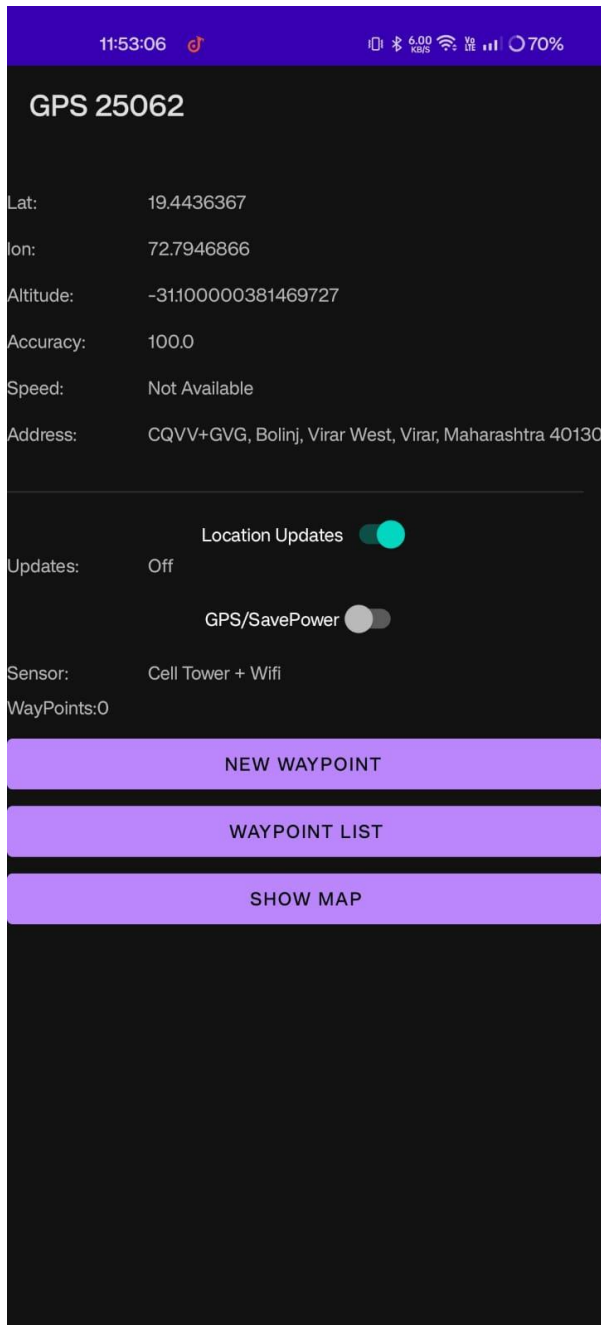 11:53:06 6.00 KB/S Vo LTE 70%
GPS 25062
Lat: 19.4436367
lon: 72.7946866
Altitude: -31.100000381469727
Accuracy: 100.0
Speed: Not Available
Address: CQVV+GVG, Bolinj, Virar West, Virar, Maharashtra 40130
Location Updates
Updates: Off
GPS/SavePower
Sensor: Cell Tower + Wifi
WayPoints:0
NEW WAYPOINT
WAYPOINT LIST
SHOW MAP